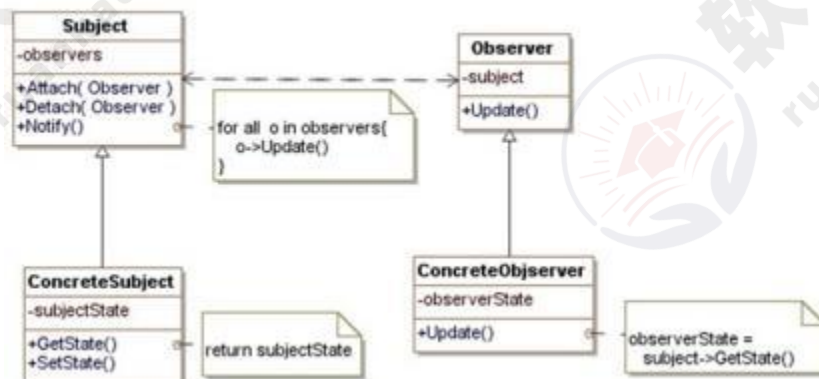 Subject
-observers
+Attach( Observer )
+Detach( Observer )
+Notify()
for all o in observers{
o->Update()
}
Observer
-subject
+Update()
ConcreteSubject
-subjectState
+GetState()
+SetState()
return subjectState
ConcreteObjserver
-observerState
+Update()
observerState =
subject->GetState()
软